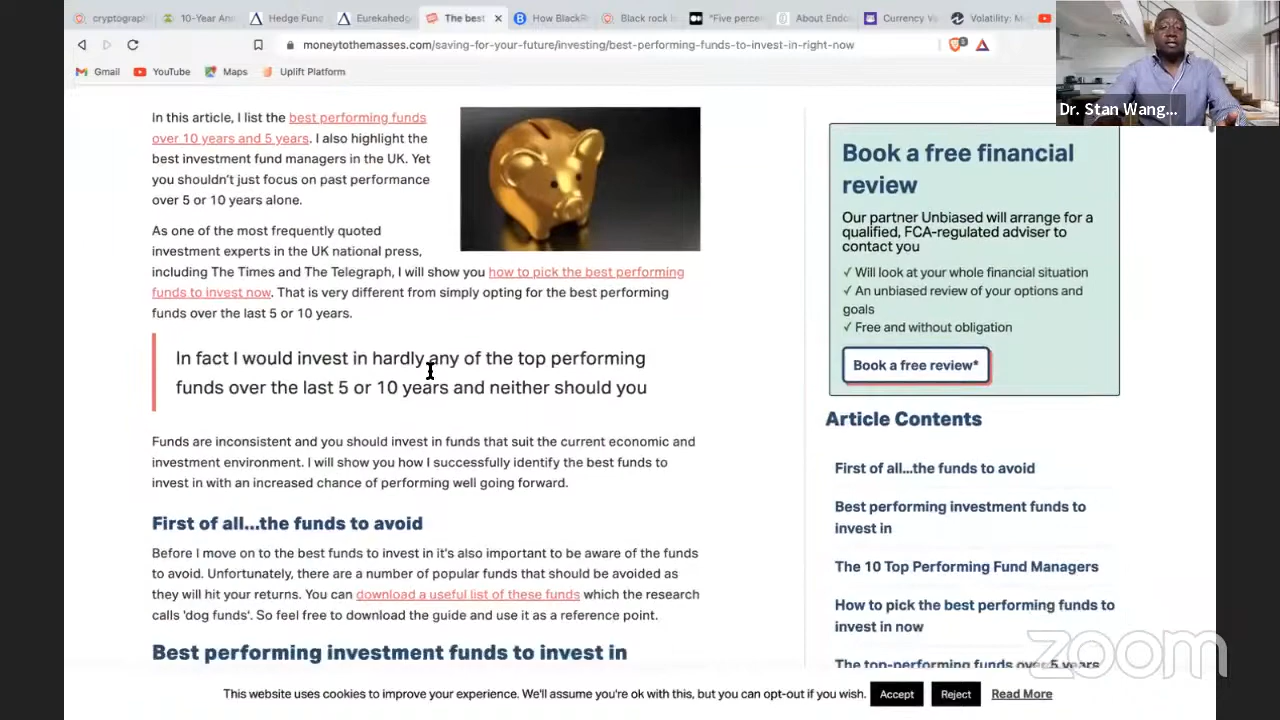 cryptograph
10-Year An
Hedge Fund
Eurekahedg
The best
How BlackR
Black rock is
"Five perce
About Endo
Currency V
Volatility: M
moneytothemasses.com/saving-for-your-future/investing/best-performing-funds-to-invest-in-right-now
Gmail
YouTube
Maps
Uplift Platform
Dr. Stan Wang...
In this article, I list the best performing funds
over 10 years and 5 years. I also highlight the
best investment fund managers in the UK. Yet
you shouldn't just focus on past performance
over 5 or 10 years alone.
As one of the most frequently quoted
investment experts in the UK national press,
including The Times and The Telegraph, I will show you how to pick the best performing
funds to invest now. That is very different from simply opting for the best performing
funds over the last 5 or 10 years.
In fact I would invest in hardly any of the top performing
funds over the last 5 or 10 years and neither should you
Funds are inconsistent and you should invest in funds that suit the current economic and
investment environment. I will show you how I successfully identify the best funds to
invest in with an increased chance of performing well going forward.
First of all...the funds to avoid
Before I move on to the best funds to invest in it's also important to be aware of the funds
to avoid. Unfortunately, there are a number of popular funds that should be avoided as
they will hit your returns. You can download a useful list of these funds which the research
calls 'dog funds'. So feel free to download the guide and use it as a reference point.
Best performing investment funds to invest in
Book a free financial
review
Our partner Unbiased will arrange for a
qualified, FCA-regulated adviser to
contact you
✓ Will look at your whole financial situation
✓ An unbiased review of your options and
goals
✓ Free and without obligation
Book a free review*
Article Contents
First of all...the funds to avoid
Best performing investment funds to
invest in
The 10 Top Performing Fund Managers
How to pick the best performing funds to
invest in now
The top-performing funds over 5 years
zoom
This website uses cookies to improve your experience. We'll assume you're ok with this, but you can opt-out if you wish.
Accept
Reject
Read More